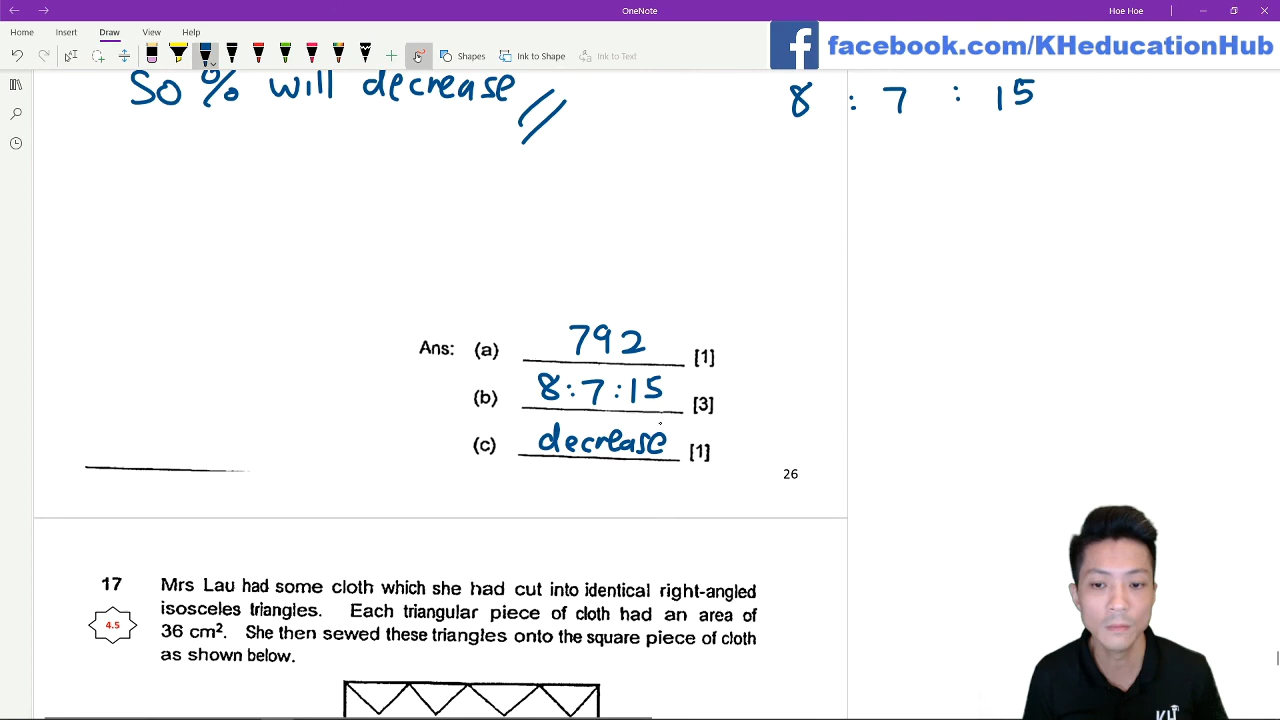 OneNote
Hoe Hoe
Home Insert Draw View Help
Shapes Ink to Shape Ink to Text
facebook.com/KHeducationHub
So % will decrease
8 : 7 : 15
Ans: (a) 792 [1]
(b) 8:7:15 [3]
(c) decrease [1]
26
17 Mrs Lau had some cloth which she had cut into identical right-angled
isosceles triangles. Each triangular piece of cloth had an area of
4.5
36 cm². She then sewed these triangles onto the square piece of cloth
as shown below.
KH